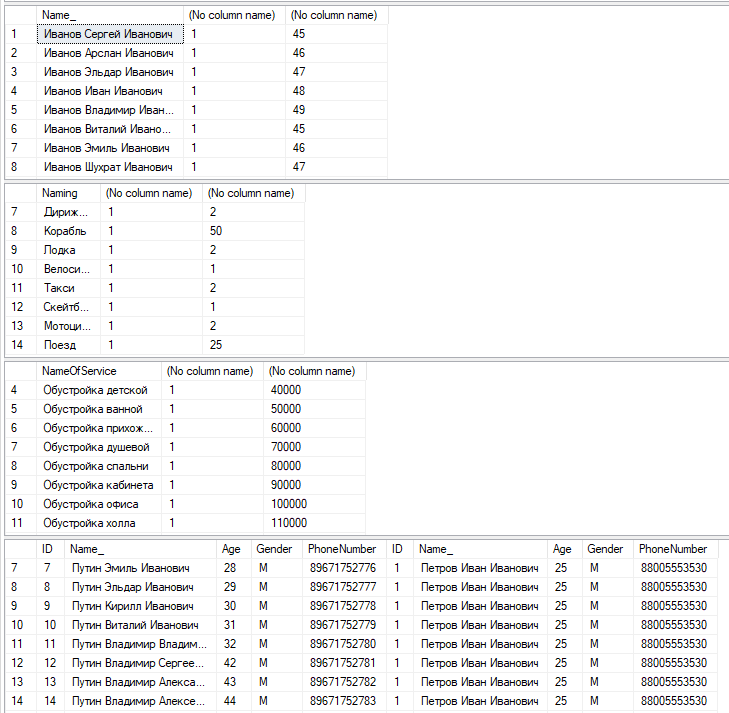 Name_ (No column name) (No column name)
1 Иванов Сергей Иванович 1 45
2 Иванов Арслан Иванович 1 46
3 Иванов Эльдар Иванович 1 47
4 Иванов Иван Иванович 1 48
5 Иванов Владимир Иван... 1 49
6 Иванов Виталий Ивано... 1 45
7 Иванов Эмиль Иванович 1 46
8 Иванов Шухрат Иванович 1 47
Naming (No column name) (No column name)
7 Дириж... 1 2
8 Корабль 1 50
9 Лодка 1 2
10 Велоси... 1 1
11 Такси 1 2
12 Скейтб... 1 1
13 Мотоци... 1 2
14 Поезд 1 25
NameOfService (No column name) (No column name)
4 Обустройка детской 1 40000
5 Обустройка ванной 1 50000
6 Обустройка прихож... 1 60000
7 Обустройка душевой 1 70000
8 Обустройка спальни 1 80000
9 Обустройка кабинета 1 90000
10 Обустройка офиса 1 100000
11 Обустройка холла 1 110000
ID Name_ Age Gender PhoneNumber ID Name_ Age Gender PhoneNumber
7 7 Путин Эмиль Иванович 28 М 89671752776 1 Петров Иван Иванович 25 М 88005553530
8 8 Путин Эльдар Иванович 29 М 89671752777 1 Петров Иван Иванович 25 М 88005553530
9 9 Путин Кирилл Иванович 30 М 89671752778 1 Петров Иван Иванович 25 М 88005553530
10 10 Путин Виталий Иванович 31 М 89671752779 1 Петров Иван Иванович 25 М 88005553530
11 11 Путин Владимир Владим... 32 М 89671752780 1 Петров Иван Иванович 25 М 88005553530
12 12 Путин Владимир Сергее... 42 М 89671752781 1 Петров Иван Иванович 25 М 88005553530
13 13 Путин Владимир Алекса... 43 М 89671752782 1 Петров Иван Иванович 25 М 88005553530
14 14 Путин Владимир Алексе... 44 М 89671752783 1 Петров Иван Иванович 25 М 88005553530